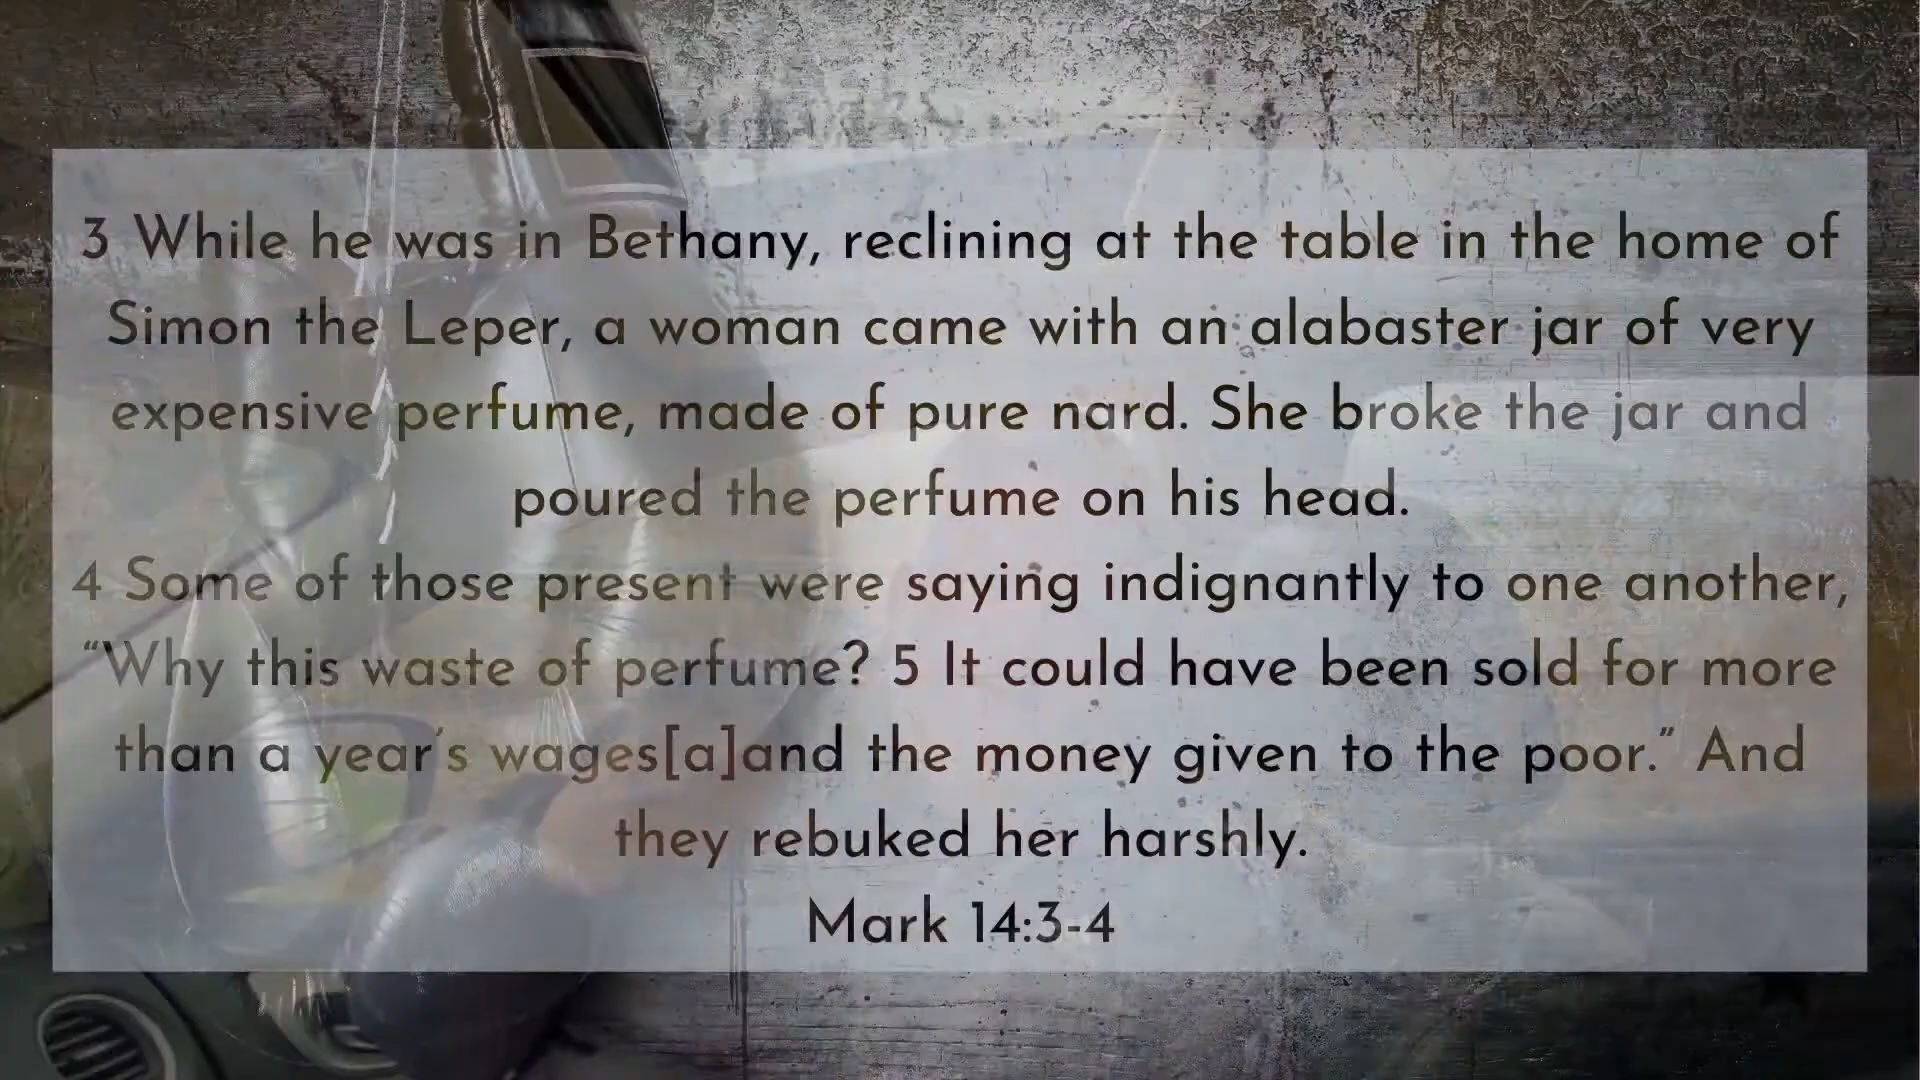 3 While he was in Bethany, reclining at the table in the home of
Simon the Leper, a woman came with an alabaster jar of very
expensive perfume, made of pure nard. She broke the jar and
poured the perfume on his head.
4 Some of those present were saying indignantly to one another,
“Why this waste of perfume? 5 It could have been sold for more
than a year’s wages[a]and the money given to the poor.” And
they rebuked her harshly.
Mark 14:3-4